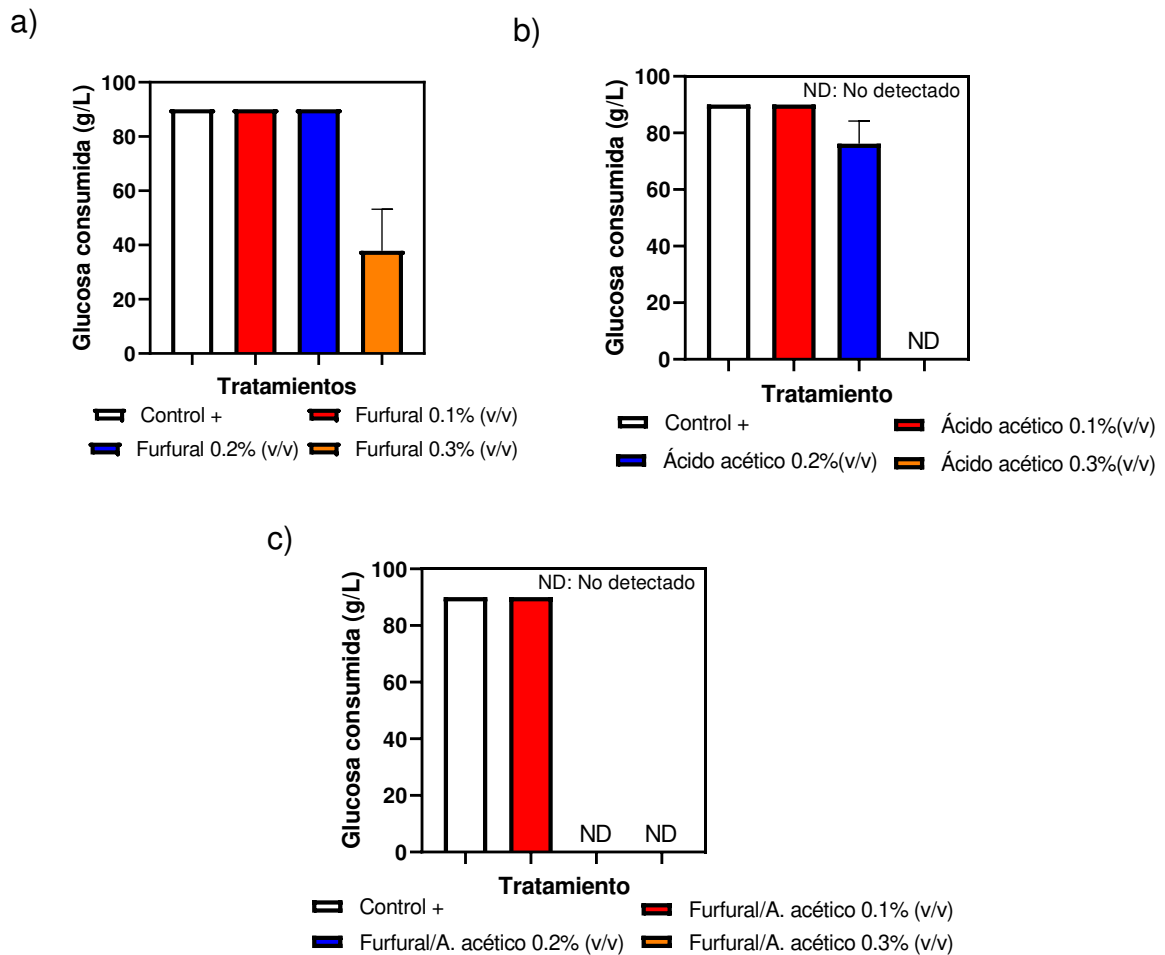 a)
Glucosa consumida (g/L)
100
80
60
40
20
0
Tratamientos
Control +
Furfural 0.1% (v/v)
Furfural 0.2% (v/v)
Furfural 0.3% (v/v)
b)
Glucosa consumida (g/L)
100
80
60
40
20
0
ND: No detectado
ND
Tratamiento
Control +
Ácido acético 0.1%(v/v)
Ácido acético 0.2%(v/v)
Ácido acético 0.3%(v/v)
c)
Glucosa consumida (g/L)
100
80
60
40
20
0
ND: No detectado
ND
ND
Tratamiento
Control +
Furfural/A. acético 0.1% (v/v)
Furfural/A. acético 0.2% (v/v)
Furfural/A. acético 0.3% (v/v)